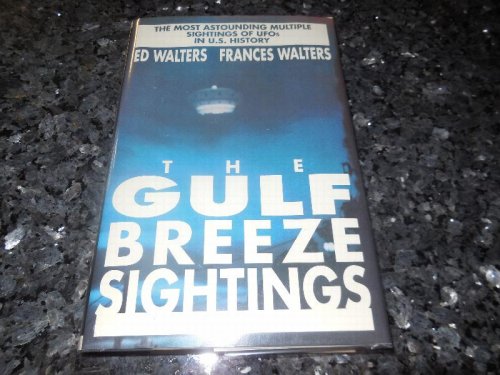 THE MOST ASTOUNDING MULTIPLE
SIGHTINGS OF UFOs
IN U.S. HISTORY
ED WALTERS FRANCES WALTERS
THE
GULF
BREEZE
SIGHTINGS